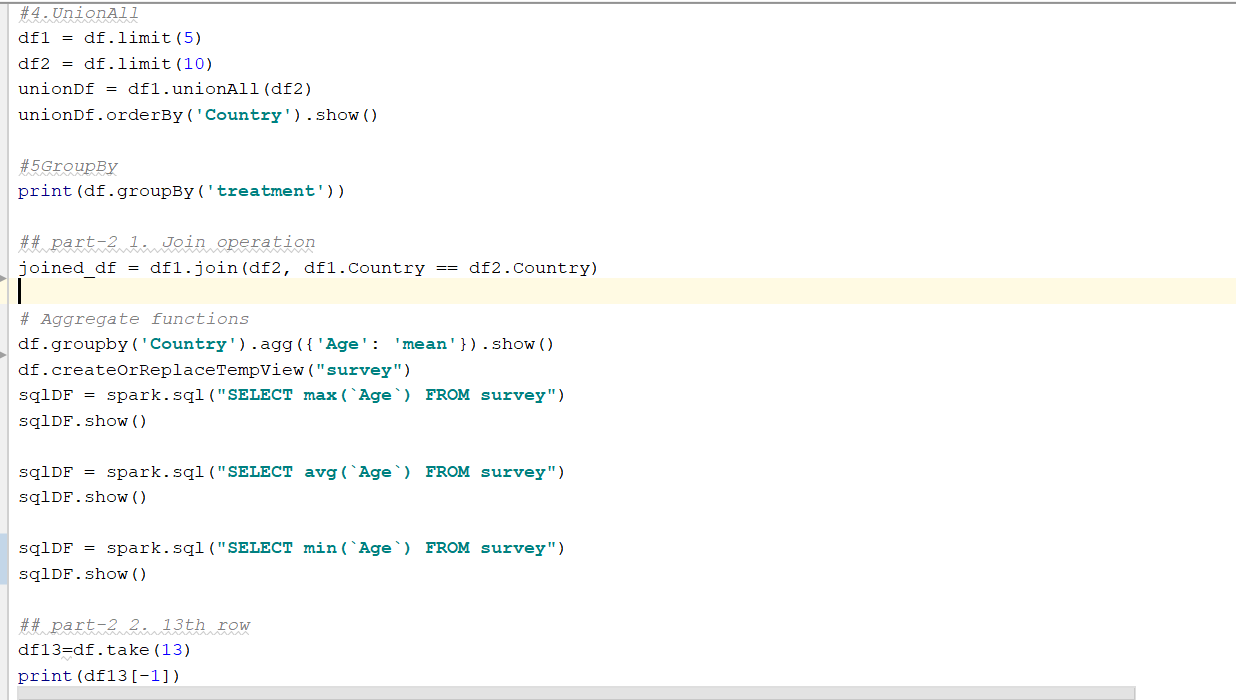 #4.UnionAll
df1 = df.limit(5)
df2 = df.limit(10)
unionDf = df1.unionAll(df2)
unionDf.orderBy('Country').show()
#5GroupBy
print(df.groupBy('treatment'))
## part-2 1. Join operation
joined_df = df1.join(df2, df1.Country == df2.Country)
# Aggregate functions
df.groupby('Country').agg({'Age': 'mean'}).show()
df.createOrReplaceTempView("survey")
sqlDF = spark.sql("SELECT max(`Age`) FROM survey")
sqlDF.show()
sqlDF = spark.sql("SELECT avg(`Age`) FROM survey")
sqlDF.show()
sqlDF = spark.sql("SELECT min(`Age`) FROM survey")
sqlDF.show()
## part-2 2. 13th row
df13=df.take(13)
print(df13[-1])